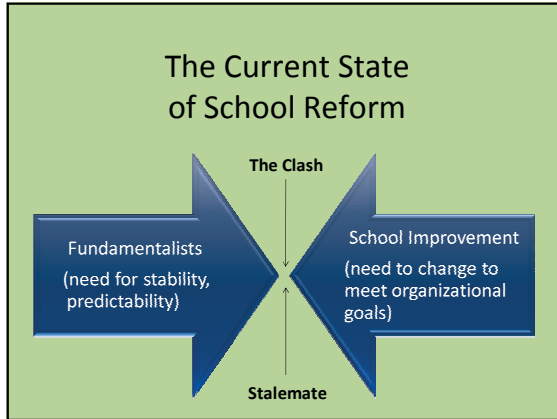 The Current State
of School Reform
The Clash
Fundamentalists
(need for stability,
predictability)
School Improvement
(need to change to
meet organizational
goals)
Stalemate